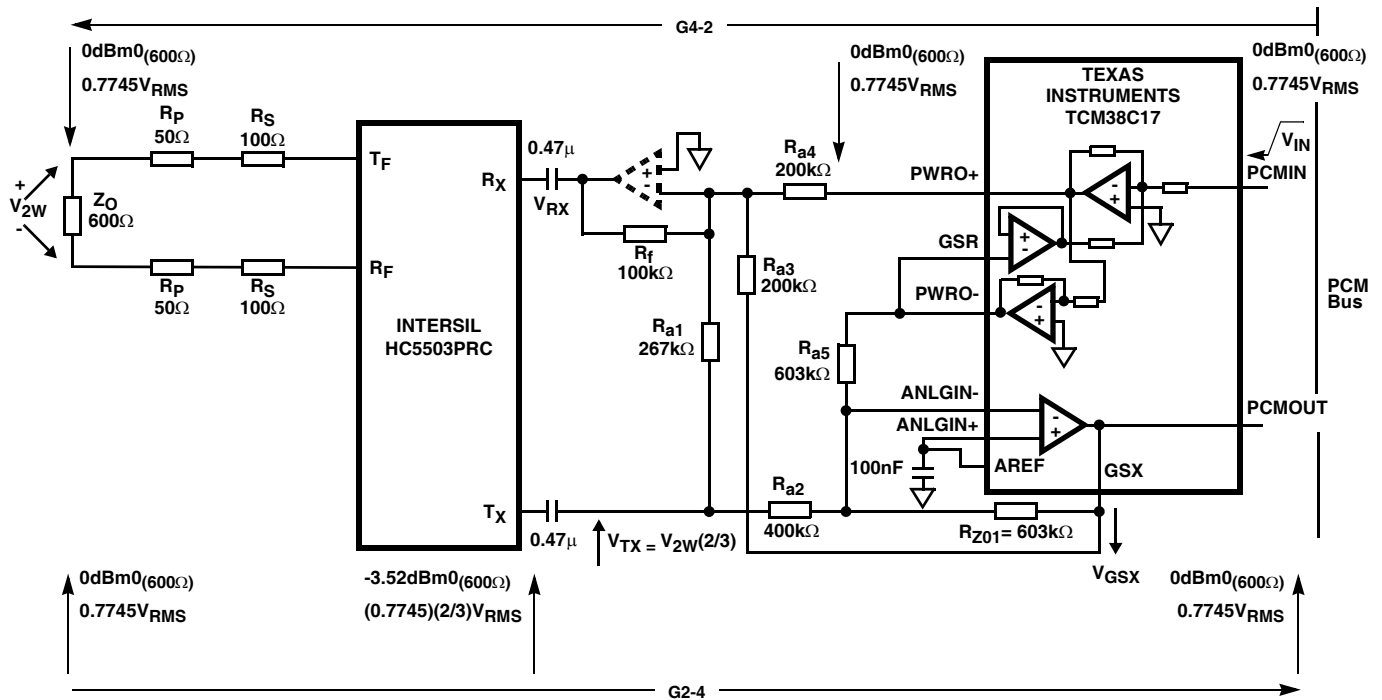 G4-2
0dBm0(600Ω)
0.7745VRMS
0dBm0(600Ω)
0.7745VRMS
0dBm0(600Ω)
0.7745VRMS
TEXAS
INSTRUMENTS
TCM38C17
RP
50Ω
RS
100Ω
TF
0.47µ
RX
VRX
+
-
Ra4
200kΩ
PWRO+
VIN
PCMIN
-
+
+
V2W
-
ZO
600Ω
Rf
100kΩ
GSR
+
-
RF
Ra3
200kΩ
PWRO-
-
+
PCM
Bus
RP
50Ω
RS
100Ω
INTERSIL
HC5503PRC
Ra1
267kΩ
Ra5
603kΩ
ANLGIN-
-
+
PCMOUT
ANLGIN+
100nF
AREF
GSX
TX
0.47µ
VTX = V2W(2/3)
Ra2
400kΩ
RZ01= 603kΩ
VGSX
0dBm0(600Ω)
0.7745VRMS
-3.52dBm0(600Ω)
(0.7745)(2/3)VRMS
0dBm0(600Ω)
0.7745VRMS
G2-4